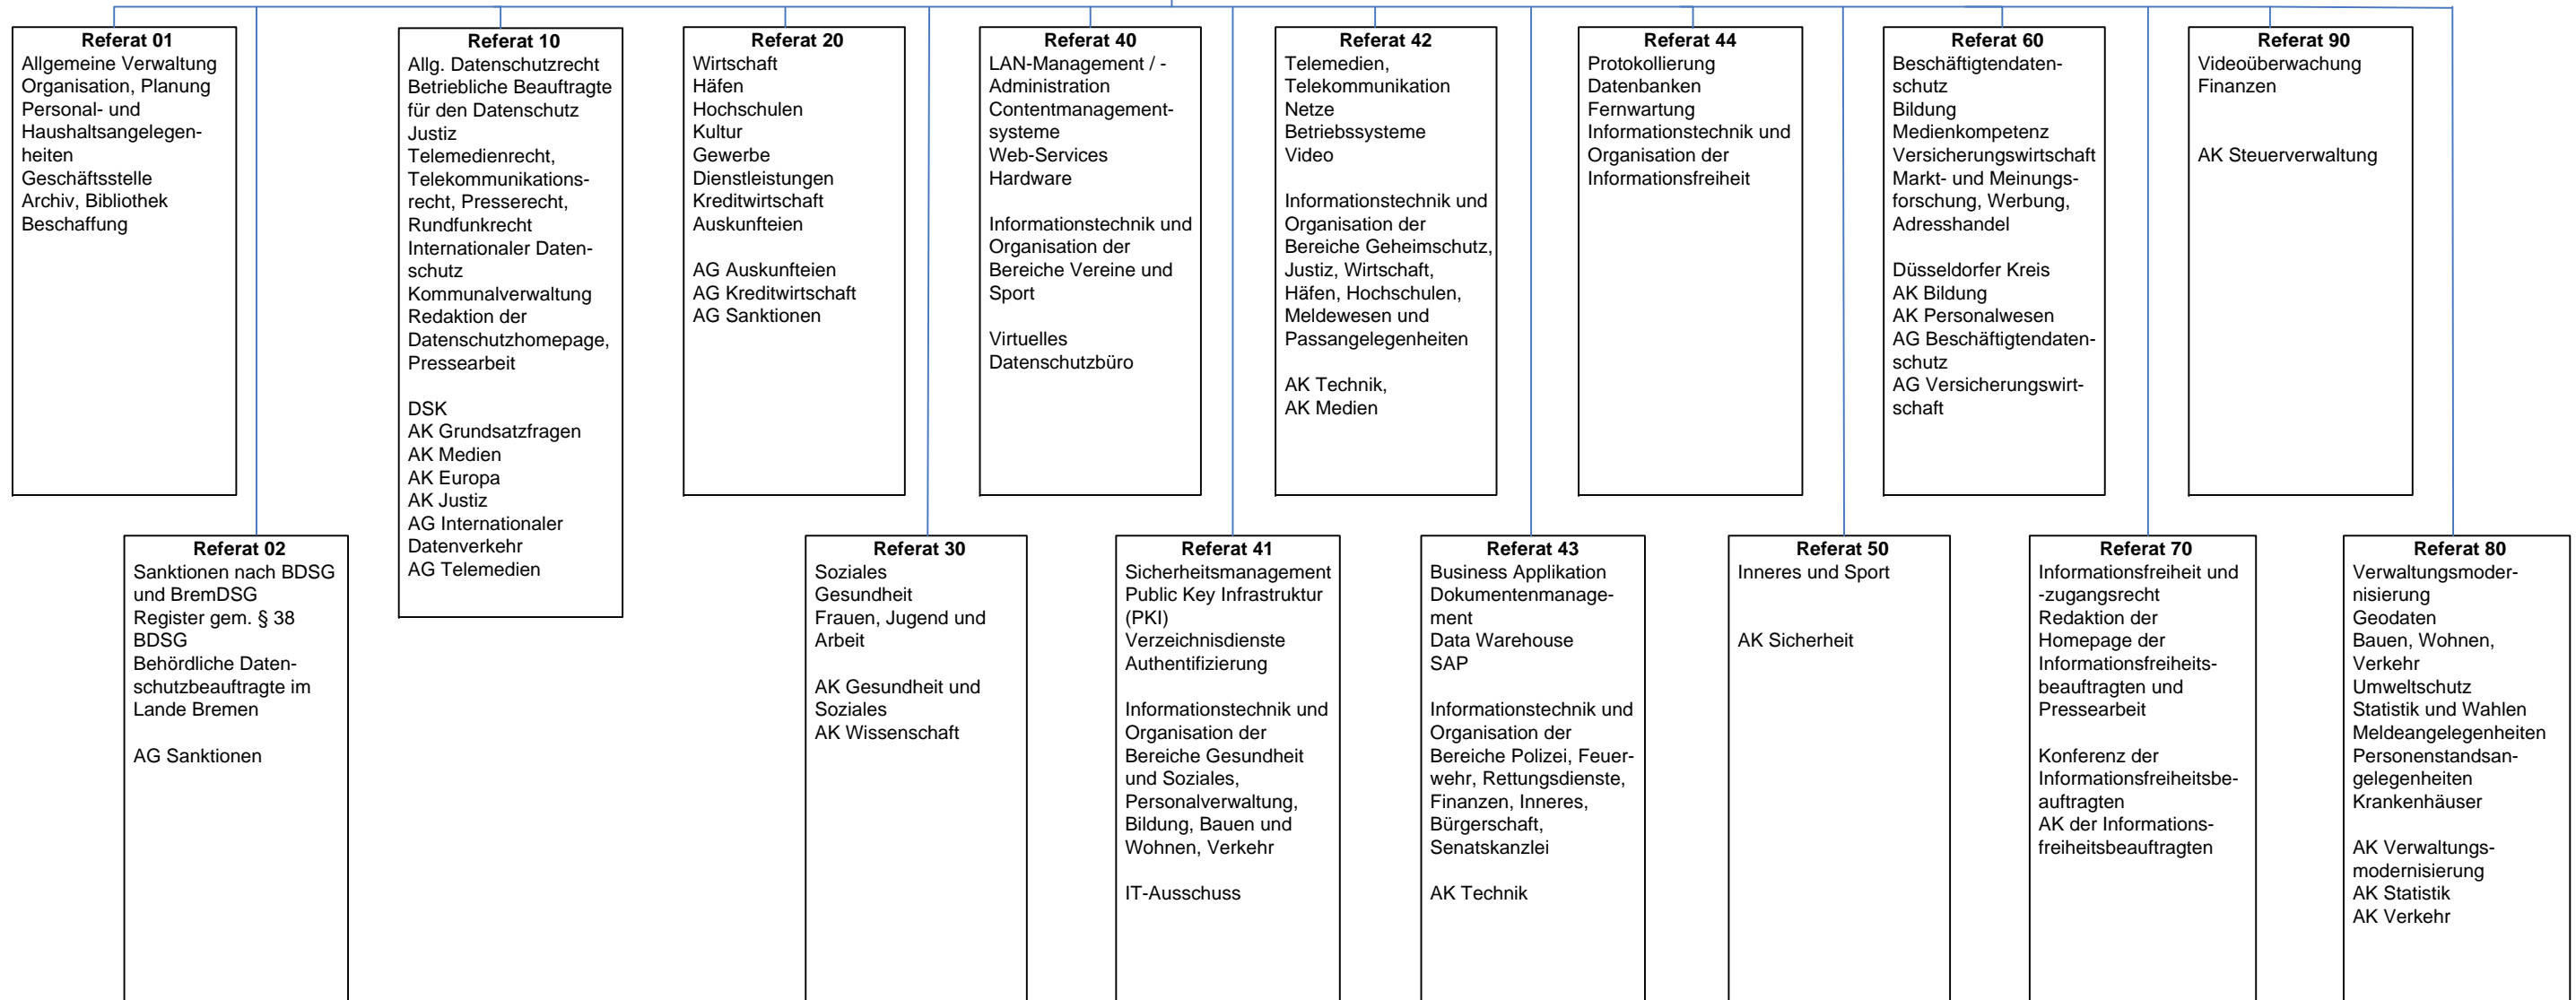 Referat 01
Allgemeine Verwaltung
Organisation, Planung
Personal- und
Haushaltsangelegen-
heiten
Geschäftsstelle
Archiv, Bibliothek
Beschaffung
Referat 10
Allg. Datenschutzrecht
Betriebliche Beauftragte
für den Datenschutz
Justiz
Telemedienrecht,
Telekommunikations-
recht, Presserecht,
Rundfunkrecht
Internationaler Daten-
schutz
Kommunalverwaltung
Redaktion der
Datenschutzhomepage,
Pressearbeit
DSK
AK Grundsatzfragen
AK Medien
AK Europa
AK Justiz
AG Internationaler
Datenverkehr
AG Telemedien
Referat 20
Wirtschaft
Häfen
Hochschulen
Kultur
Gewerbe
Dienstleistungen
Kreditwirtschaft
Auskunfteien
AG Auskunfteien
AG Kreditwirtschaft
AG Sanktionen
Referat 40
LAN-Management / -
Administration
Contentmanagement-
systeme
Web-Services
Hardware
Informationstechnik und
Organisation der
Bereiche Vereine und
Sport
Virtuelles
Datenschutzbüro
Referat 42
Telemedien,
Telekommunikation
Netze
Betriebssysteme
Video
Informationstechnik und
Organisation der
Bereiche Geheimschutz,
Justiz, Wirtschaft,
Häfen, Hochschulen,
Meldewesen und
Passangelegenheiten
AK Technik,
AK Medien
Referat 44
Protokollierung
Datenbanken
Fernwartung
Informationstechnik und
Organisation der
Informationsfreiheit
Referat 60
Beschäftigtendaten-
schutz
Bildung
Medienkompetenz
Versicherungswirtschaft
Markt- und Meinungs-
forschung, Werbung,
Adresshandel
Düsseldorfer Kreis
AK Bildung
AK Personalwesen
AG Beschäftigtendaten-
schutz
AG Versicherungswirt-
schaft
Referat 90
Videoüberwachung
Finanzen
AK Steuerverwaltung
Referat 02
Sanktionen nach BDSG
und BremDSG
Register gem. § 38
BDSG
Behördliche Daten-
schutzbeauftragte im
Lande Bremen
AG Sanktionen
Referat 30
Soziales
Gesundheit
Frauen, Jugend und
Arbeit
AK Gesundheit und
Soziales
AK Wissenschaft
Referat 41
Sicherheitsmanagement
Public Key Infrastruktur
(PKI)
Verzeichnisdienste
Authentifizierung
Informationstechnik und
Organisation der
Bereiche Gesundheit
und Soziales,
Personalverwaltung,
Bildung, Bauen und
Wohnen, Verkehr
IT-Ausschuss
Referat 43
Business Applikation
Dokumentenmanage-
ment
Data Warehouse
SAP
Informationstechnik und
Organisation der
Bereiche Polizei, Feuer-
wehr, Rettungsdienste,
Finanzen, Inneres,
Bürgerschaft,
Senatskanzlei
AK Technik
Referat 50
Inneres und Sport
AK Sicherheit
Referat 70
Informationsfreiheit und
-zugangsrecht
Redaktion der
Homepage der
Informationsfreiheits-
beauftragten und
Pressearbeit
Konferenz der
Informationsfreiheitsbe-
auftragten
AK der Informations-
freiheitsbeauftragten
Referat 80
Verwaltungsmoder-
nisierung
Geodaten
Bauen, Wohnen,
Verkehr
Umweltschutz
Statistik und Wahlen
Meldeangelegenheiten
Personenstandsan-
gelegenheiten
Krankenhäuser
AK Verwaltungs-
modernisierung
AK Statistik
AK Verkehr